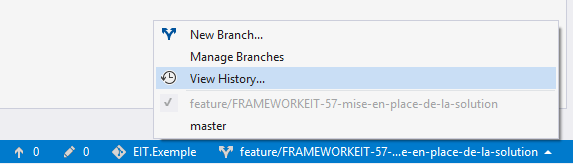 New Branch...
Manage Branches
View History...
feature/FRAMEWORKEIT-57-mise-en-place-de-la-solution
master
0 0 EIT.Exemple feature/FRAMEWORKEIT-57-...e-en-place-de-la-solution